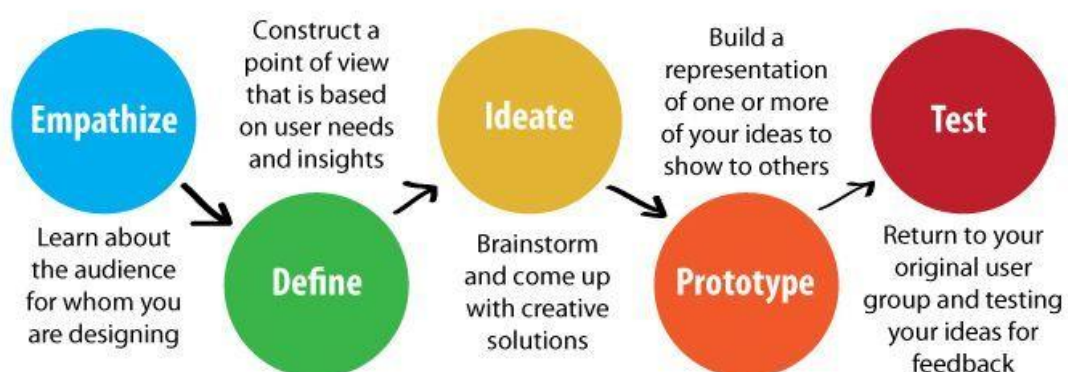 Empathize
Learn about
the audience
for whom you
are designing
Construct a
point of view
that is based
on user needs
and insights
Define
Ideate
Brainstorm
and come up
with creative
solutions
Build a
representation
of one or more
of your ideas to
show to others
Prototype
Test
Return to your
original user
group and testing
your ideas for
feedback